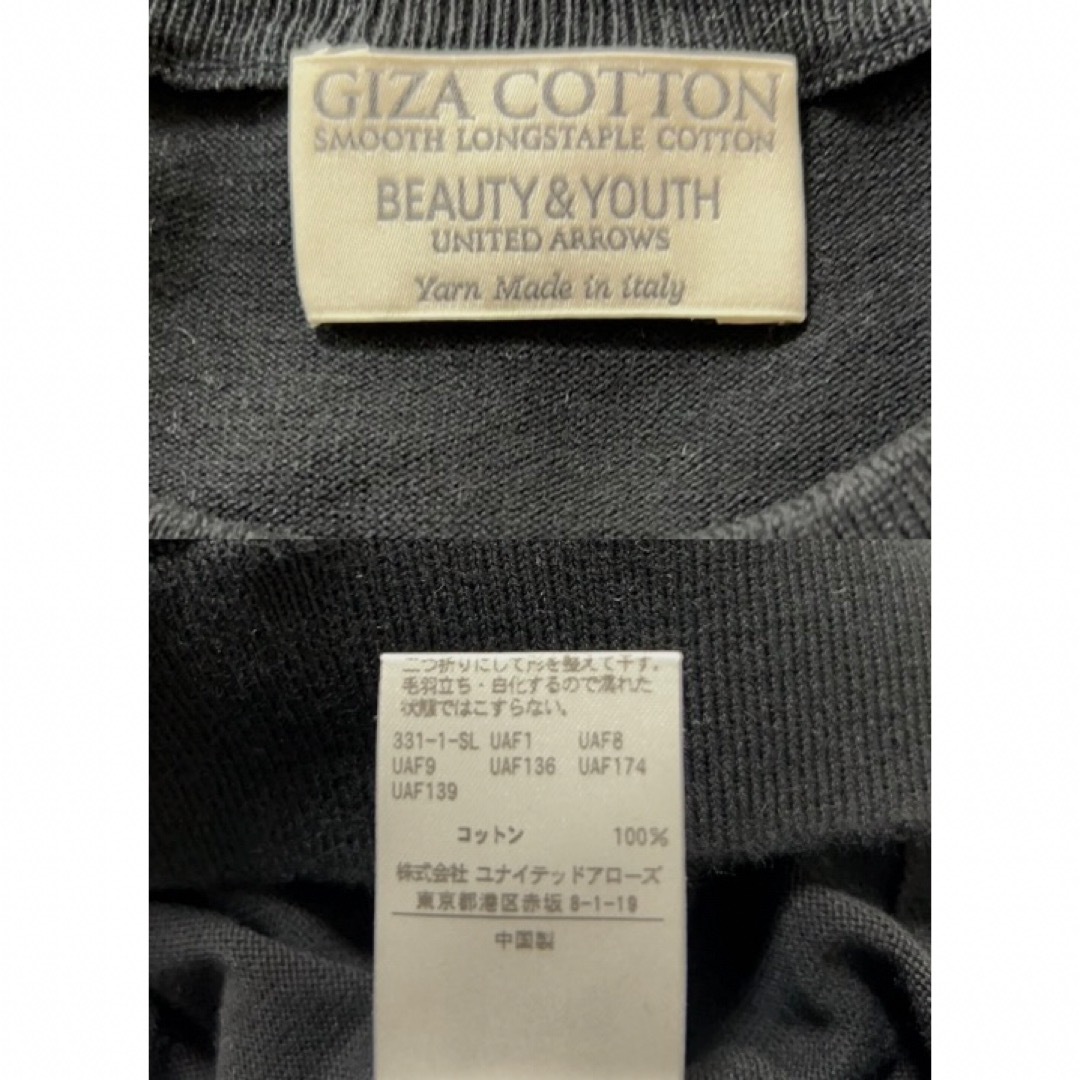 GIZA COTTON
SMOOTH LONGSTAPLE COTTON
BEAUTY&YOUTH
UNITED ARROWS
Yarn Made in italy
二つ折りにして形を整えて干す。
毛羽立ち・白化するので濡れた
状態ではこすらない。
331-1-SL UAF1 UAF8
UAF9 UAF136 UAF174
UAF139
コットン 100%
株式会社 ユナイテッドアローズ
東京都港区赤坂 8-1-19
中国製